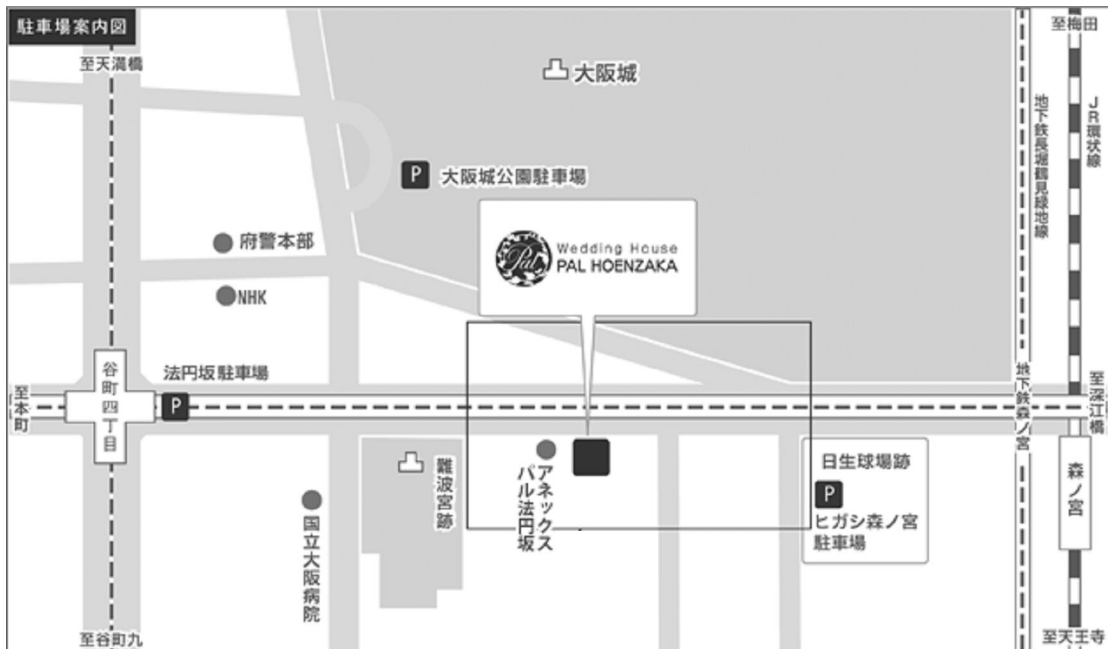 駐車場案内図
至天満橋
至梅田
大阪城
地下鉄長堀鶴見緑地線
JR環状線
P
大阪城公園駐車場
府警本部
Pal
Wedding House
PAL HOENZAKA
NHK
法円坂駐車場
谷町四丁目
至本町
P
地下鉄森ノ宮
至深江橋
難波宮跡
アネックス
パル法円坂
日生球場跡
P
ヒガシ森ノ宮
駐車場
森ノ宮
国立大阪病院
至谷町九
至天王寺